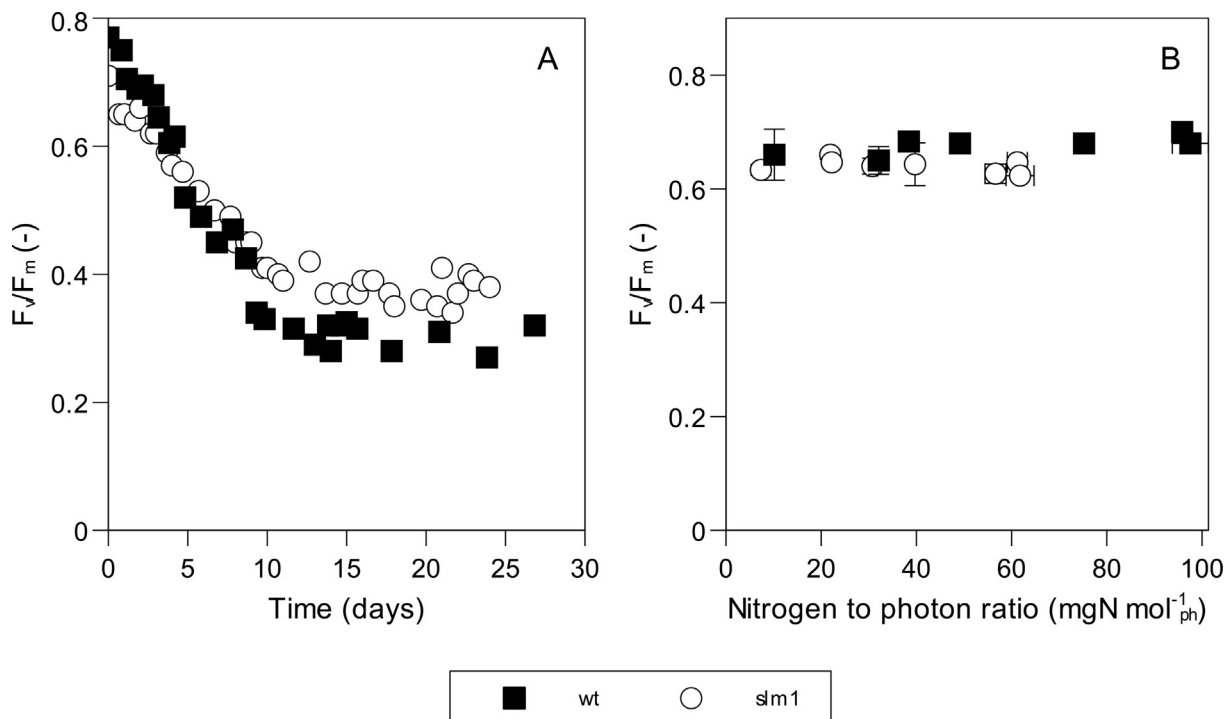 A
0.8
0.6
0.4
0.2
0
Fv/Fm (-)
0 5 10 15 20 25 30
Time (days)
B
0.8
0.6
0.4
0.2
0
Fv/Fm (-)
0 20 40 60 80 100
Nitrogen to photon ratio (mgN mol-1ph)
wt slm1